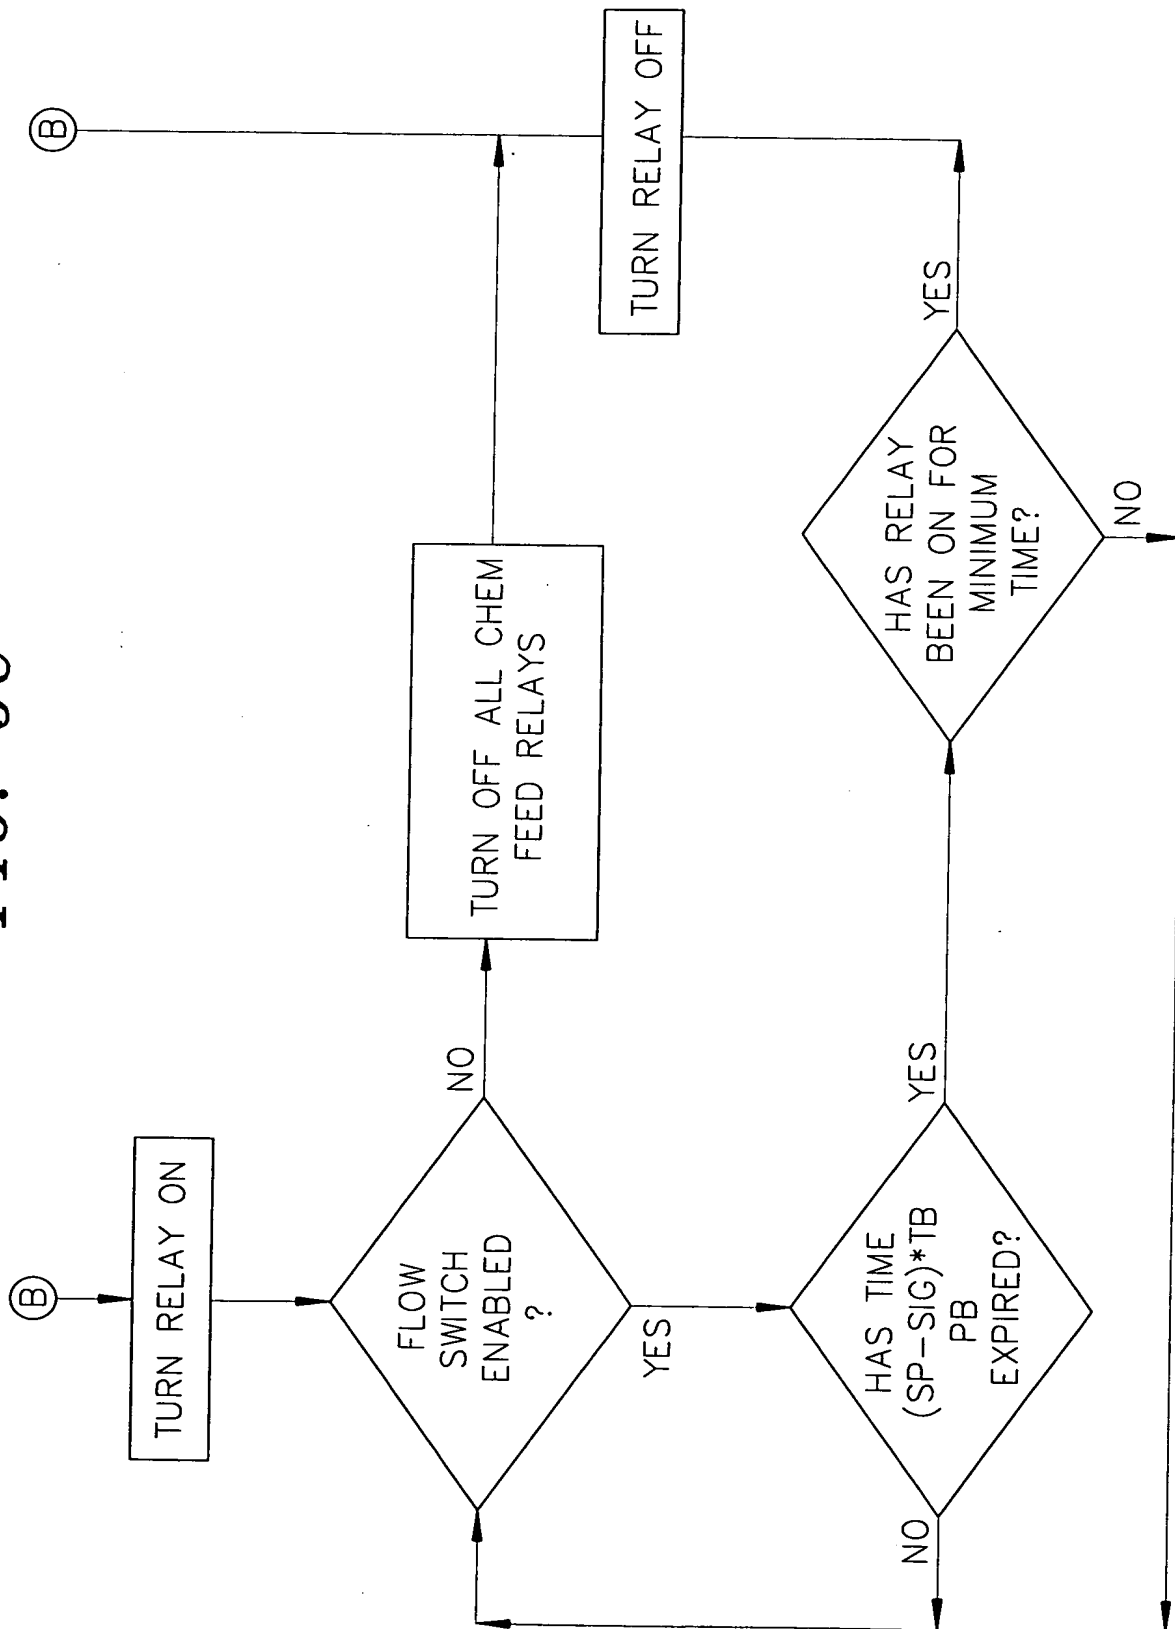 B
TURN RELAY ON
FLOW
SWITCH
ENABLED
?
NO
YES
TURN OFF ALL CHEM
FEED RELAYS
B
TURN RELAY OFF
HAS TIME
(SP-SIG)*TB
PB
EXPIRED?
NO
YES
HAS RELAY
BEEN ON FOR
MINIMUM
TIME?
YES
NO